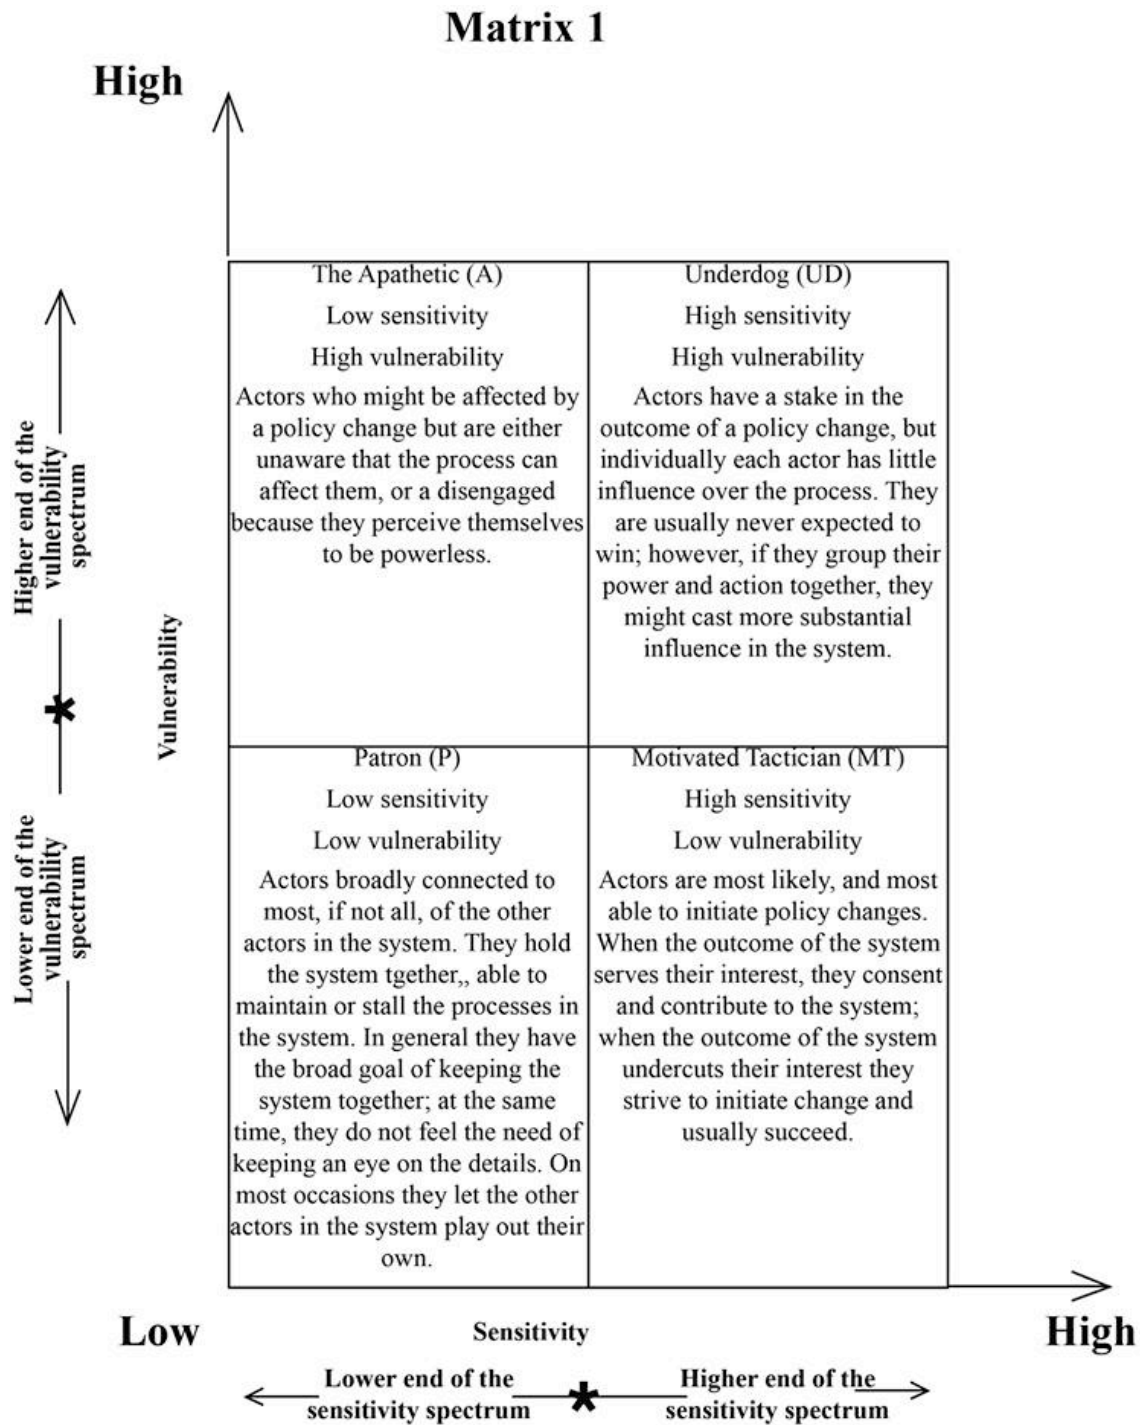 Matrix 1
High
The Apathetic (A)
Low sensitivity
High vulnerability
Actors who might be affected by
a policy change but are either
unaware that the process can
affect them, or a disengaged
because they perceive themselves
to be powerless.
Underdog (UD)
High sensitivity
High vulnerability
Actors have a stake in the
outcome of a policy change, but
individually each actor has little
influence over the process. They
are usually never expected to
win; however, if they group their
power and action together, they
might cast more substantial
influence in the system.
Higher end of the
vulnerability
spectrum
Vulnerability
Lower end of the
vulnerability
spectrum
Patron (P)
Low sensitivity
Low vulnerability
Actors broadly connected to
most, if not all, of the other
actors in the system. They hold
the system tgether,, able to
maintain or stall the processes in
the system. In general they have
the broad goal of keeping the
system together; at the same
time, they do not feel the need of
keeping an eye on the details. On
most occasions they let the other
actors in the system play out their
own.
Motivated Tactician (MT)
High sensitivity
Low vulnerability
Actors are most likely, and most
able to initiate policy changes.
When the outcome of the system
serves their interest, they consent
and contribute to the system;
when the outcome of the system
undercuts their interest they
strive to initiate change and
usually succeed.
Low
Sensitivity
High
Lower end of the
sensitivity spectrum
Higher end of the
sensitivity spectrum